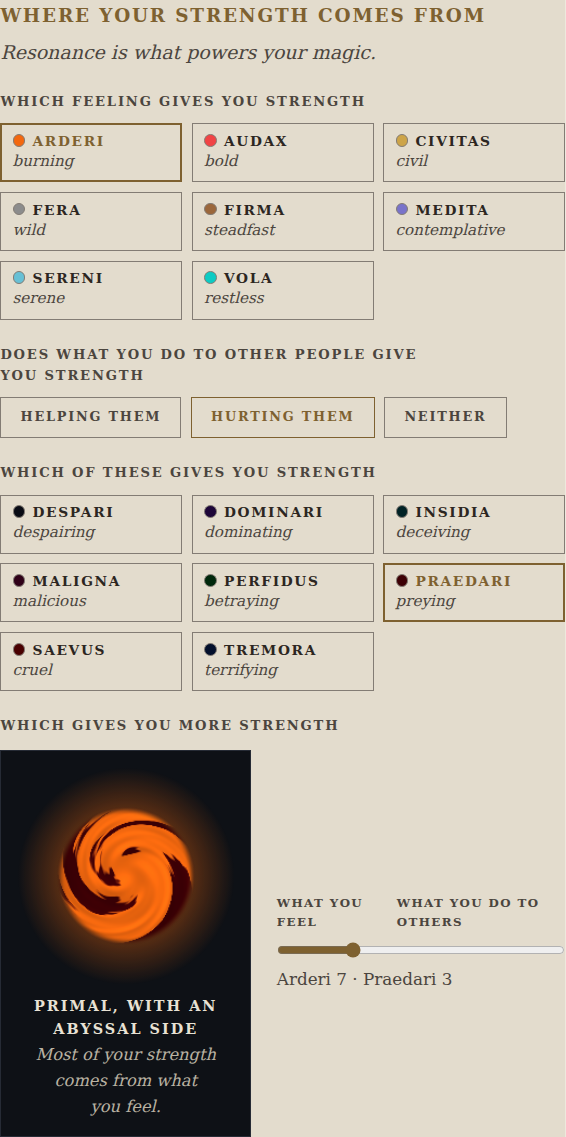 WHERE YOUR STRENGTH COMES FROM
Resonance is what powers your magic.
WHICH FEELING GIVES YOU STRENGTH
ARDERI
burning
AUDAX
bold
CIVITAS
civil
FERA
wild
FIRMA
steadfast
MEDITA
contemplative
SERENI
serene
VOLA
restless
DOES WHAT YOU DO TO OTHER PEOPLE GIVE
YOU STRENGTH
HELPING THEM
HURTING THEM
NEITHER
WHICH OF THESE GIVES YOU STRENGTH
DESPARI
despairing
DOMINARI
dominating
INSIDIA
deceiving
MALIGNA
malicious
PERFIDUS
betraying
PRAEDARI
preying
SAEVUS
cruel
TREMORA
terrifying
WHICH GIVES YOU MORE STRENGTH
PRIMAL, WITH AN
ABYSSAL SIDE
Most of your strength
comes from what
you feel.
WHAT YOU
FEEL
WHAT YOU DO TO
OTHERS
Arderi 7 · Praedari 3